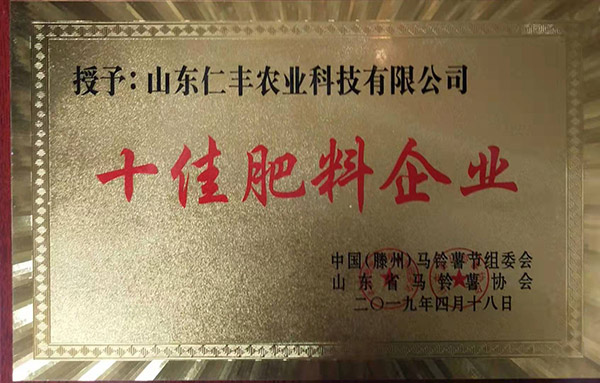 授予：山东仁丰农业科技有限公司
十佳肥料企业
中国(滕州)马铃薯节组委会
山东省马铃薯协会
二〇一九年四月十八日